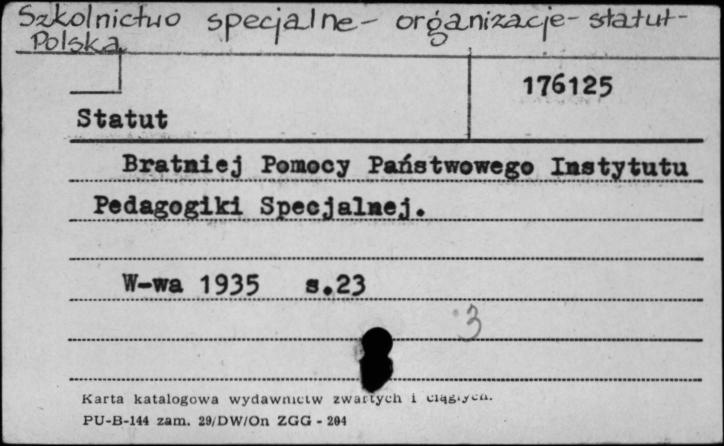 Szkolnictwo specjalne - organizacje - statut -
Polska
176125
Statut
Bratniej Pomocy Państwowego Instytutu
Pedagogiki Specjalnej.
W-wa 1935 s.23
3
Karta katalogowa wydawnictw zwartych i ciągłych.
PU-B-144 zam. 29/DW/On ZGG - 204